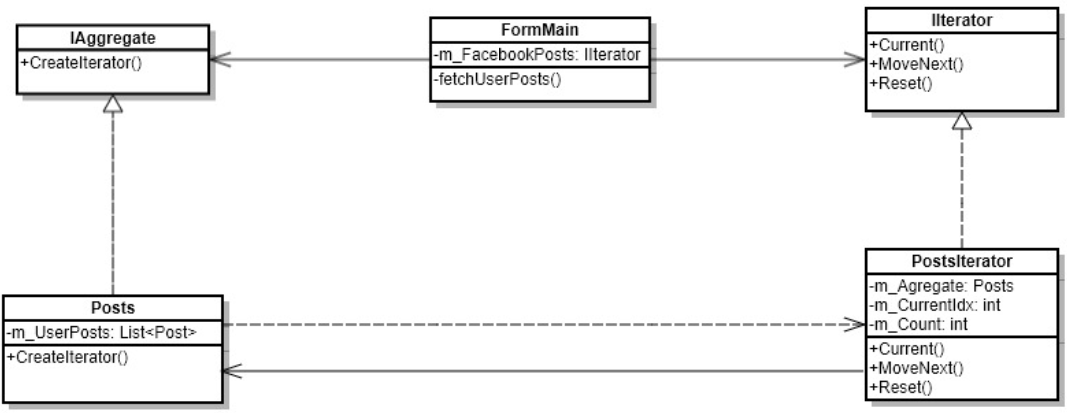 IAggregate
+CreateIterator()
FormMain
-m_FacebookPosts: IIterator
-fetchUserPosts()
IIterator
+Current()
+MoveNext()
+Reset()
Posts
-m_UserPosts: List<Post>
+CreateIterator()
PostsIterator
-m_Agregate: Posts
-m_CurrentIdx: int
-m_Count: int
+Current()
+MoveNext()
+Reset()